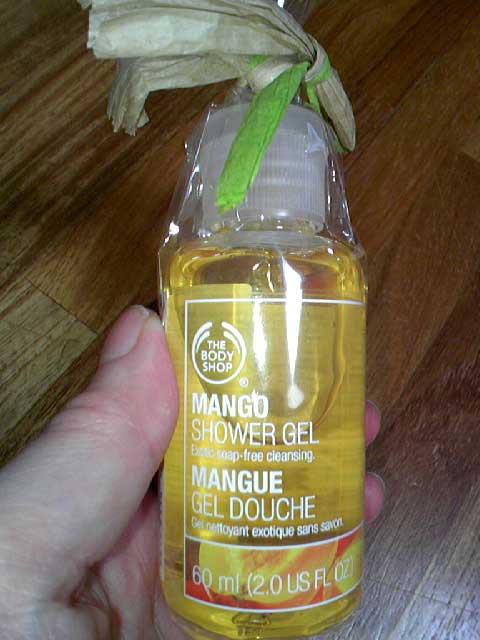 THE
BODY
SHOP
®
MANGO
SHOWER GEL
Exotic soap-free cleansing.
MANGUE
GEL DOUCHE
Gel nettoyant exotique sans savon.
60 ml (2.0 US FL OZ)